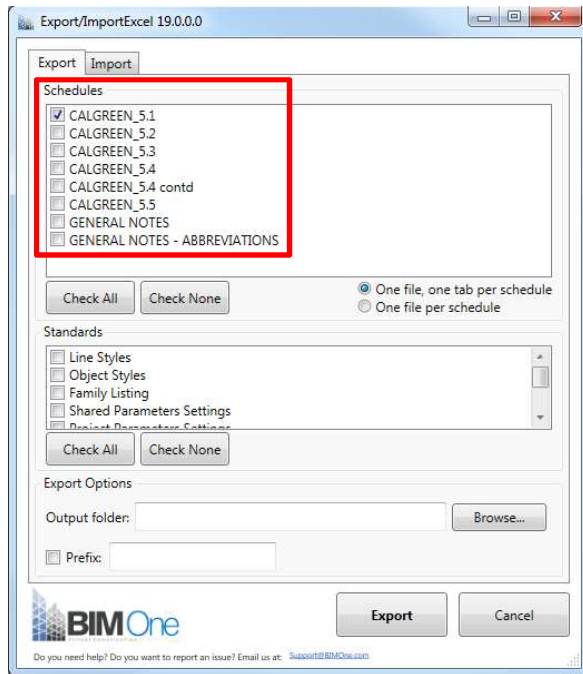 Export/ImportExcel 19.0.0.0
Export Import
Schedules
CALGREEN_5.1
CALGREEN_5.2
CALGREEN_5.3
CALGREEN_5.4
CALGREEN_5.4 contd
CALGREEN_5.5
GENERAL NOTES
GENERAL NOTES - ABBREVIATIONS
Check All Check None
One file, one tab per schedule
One file per schedule
Standards
Line Styles
Object Styles
Family Listing
Shared Parameters Settings
Project Parameters Settings
Check All Check None
Export Options
Output folder: Browse...
Prefix:
BIMOne
Export Cancel
Do you need help? Do you want to report an issue? Email us at: Support@BIMOne.com